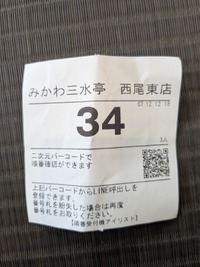 みかわ三水亭 西尾東店
34
3人
二次元バーコードで
順番確認ができます
上記バーコードからLINE呼出しを
登録できます。
番号札を紛失した場合は再度
番号札をお取りください。
【順番受付機アイリスト】